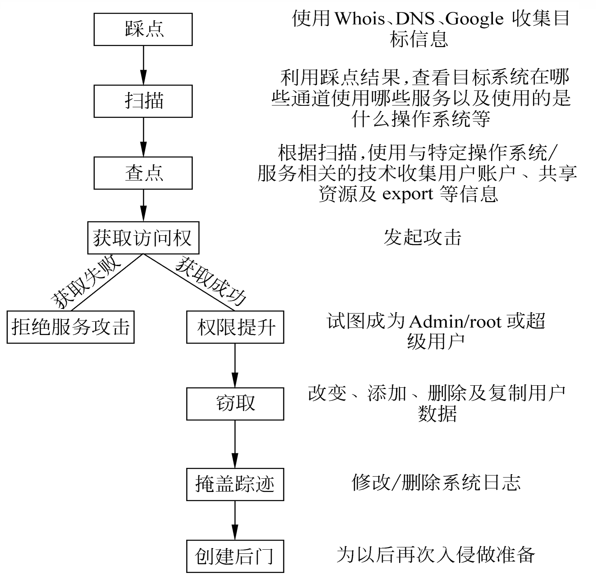 踩点
使用 Whois、DNS、Google 收集目
标信息
扫描
利用踩点结果,查看目标系统在哪
些通道使用哪些服务以及使用的是
什么操作系统等
查点
根据扫描,使用与特定操作系统/
服务相关的技术收集用户账户、共享
资源及 export 等信息
获取访问权
发起攻击
获取失败
获取成功
拒绝服务攻击
权限提升
试图成为 Admin/root 或超
级用户
窃取
改变、添加、删除及复制用户
数据
掩盖踪迹
修改/删除系统日志
创建后门
为以后再次入侵做准备